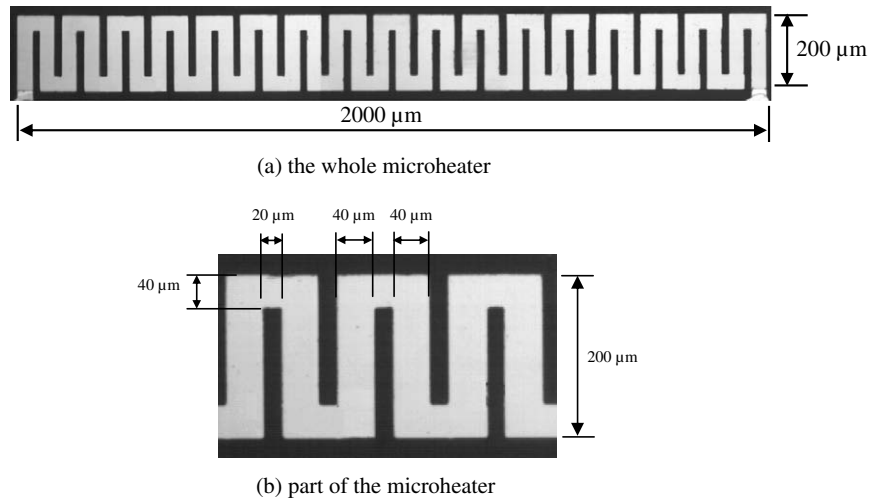 200 µm
2000 µm
(a) the whole microheater
20 µm 40 µm 40 µm
40 µm
200 µm
(b) part of the microheater